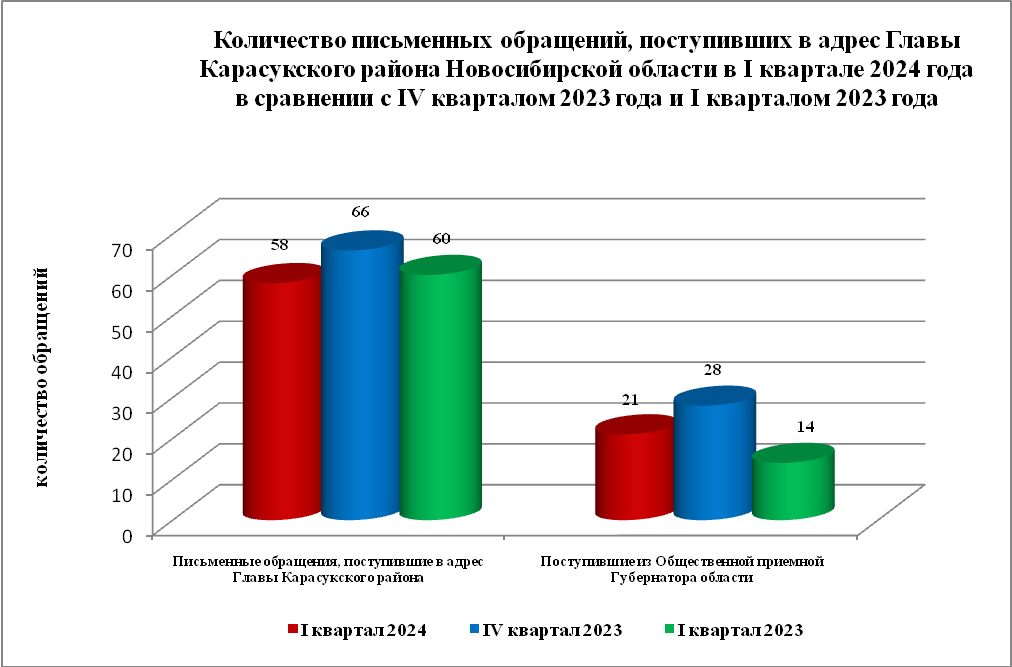 Количество письменных обращений, поступивших в адрес Главы
Карасукского района Новосибирской области в I квартале 2024 года
в сравнении с IV кварталом 2023 года и I кварталом 2023 года
количество обращений
70
60
50
40
30
20
10
0
58
66
60
21
28
14
Письменные обращения, поступившие в адрес
Главы Карасукского района
Поступившие из Общественной приемной
Губернатора области
I квартал 2024
IV квартал 2023
I квартал 2023